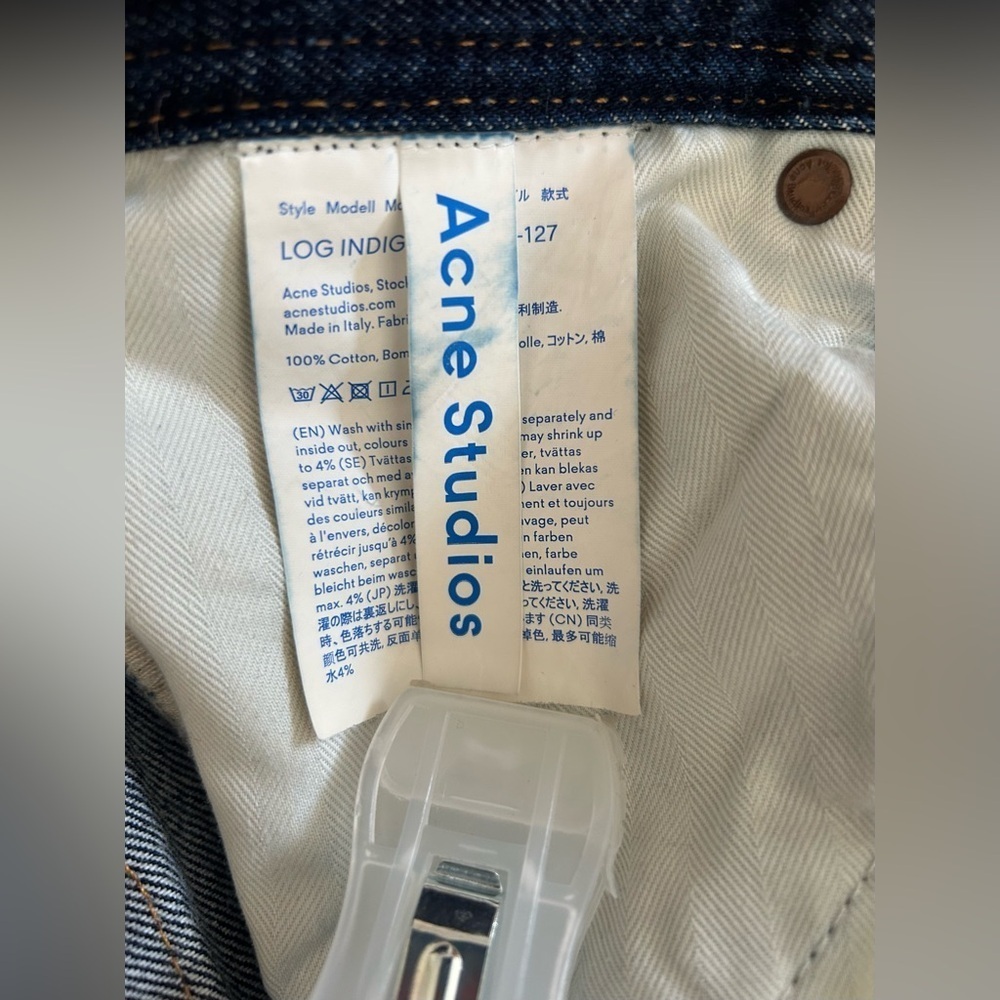 Style Modell Mo ル 款式
LOG INDIG -127
Acne Studios, Stoc
acnestudios.com
Made in Italy. Fabri 利制造.
100% Cotton, Bom olle, コットン, 棉
30
(EN) Wash with sin separately and
inside out, colours may shrink up
to 4% (SE) Tvättas er, tvättas
separat och med a en kan blekas
vid tvätt, kan krym ) Laver avec
des couleurs simila ment et toujours
à l'envers, décolor avage, peut
rétrécir jusqu'à 4% n farben
waschen, separat en, farbe
bleicht beim wasc einlaufen um
max. 4% (JP) 洗濯 と洗ってください, 洗
濯の際は裏返しにし ってください, 洗濯
時、色落ちする可能 ます (CN) 同类
颜色可共洗, 反面单 掉色, 最多可能缩
水4%
Acne Studios